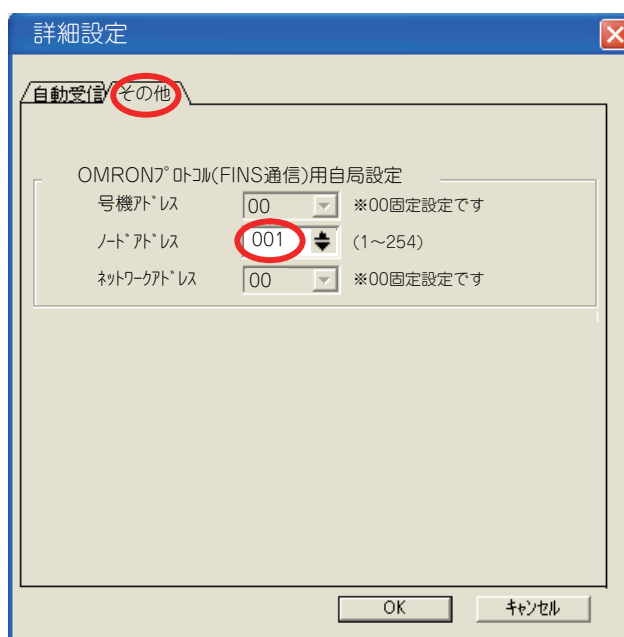 詳細設定
自動受信 その他
OMRONﾌﾟﾛﾄｺﾙ(FINS通信)用自局設定
号機ｱﾄﾞﾚｽ 00 ※00固定設定です
ﾉｰﾄﾞｱﾄﾞﾚｽ 001 (1~254)
ﾈｯﾄﾜｰｸｱﾄﾞﾚｽ 00 ※00固定設定です
OK ｷｬﾝｾﾙ